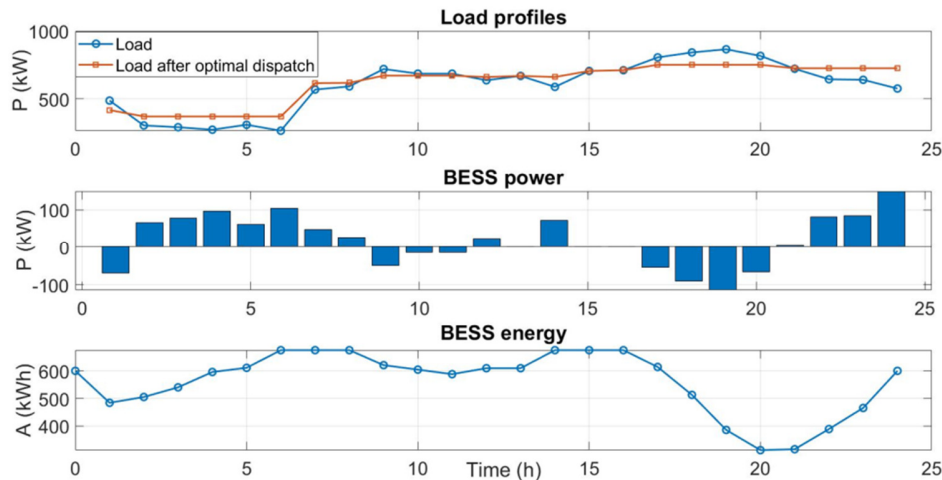 Load profiles
1000
500
P (kW)
Load
Load after optimal dispatch
0 5 10 15 20 25
BESS power
100
0
-100
P (kW)
0 5 10 15 20 25
BESS energy
600
500
400
A (kWh)
0 5 10 15 20 25
Time (h)